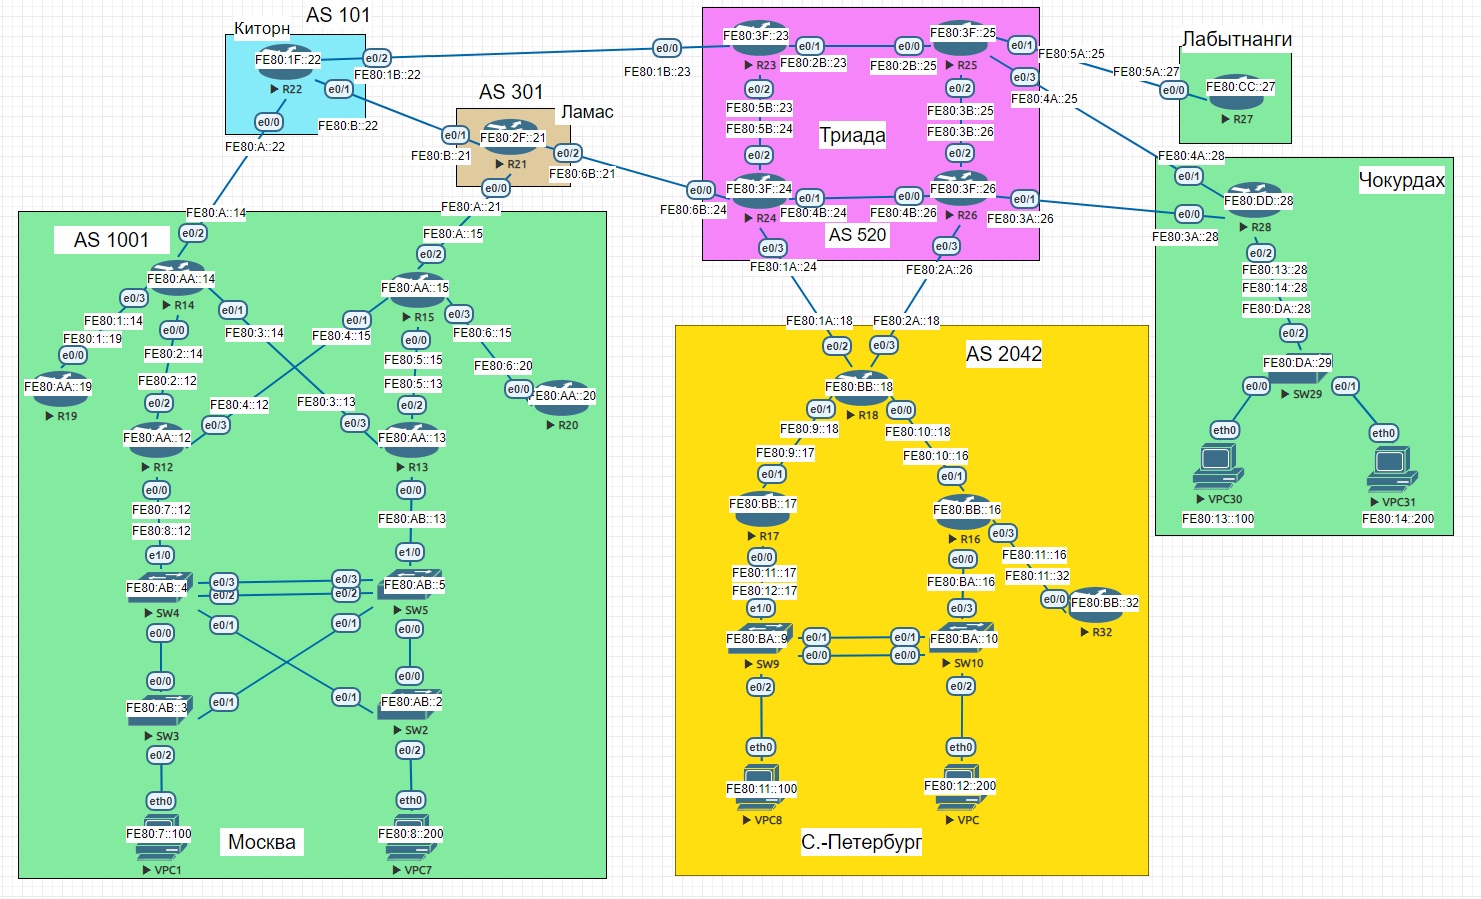 AS 101
Киторн
FE80:1F::22
R22
e0/2
FE80:1B::22
e0/1
FE80:B::22
e0/0
FE80:A::22
AS 301
Ламас
e0/1
FE80:B::21
FE80:2F::21
R21
e0/2
FE80:6B::21
e0/0
FE80:A::21
e0/0
FE80:1B::23
FE80:3F::23
R23
e0/1
FE80:2B::23
e0/0
FE80:2B::25
FE80:3F::25
R25
e0/1
FE80:5A::25
e0/3
FE80:4A::25
e0/2
FE80:5B::23
FE80:5B::24
e0/2
e0/2
FE80:3B::25
FE80:3B::26
e0/2
Триада
e0/0
FE80:6B::24
FE80:3F::24
R24
e0/1
FE80:4B::24
e0/0
FE80:4B::26
FE80:3F::26
R26
e0/1
FE80:3A::26
AS 520
e0/3
FE80:1A::24
e0/3
FE80:2A::26
Лабытнанги
FE80:5A::27
e0/0
FE80:CC::27
R27
FE80:4A::28
e0/1
Чокурдах
FE80:DD::28
e0/0
FE80:3A::28
R28
e0/2
FE80:13::28
FE80:14::28
FE80:DA::28
e0/2
FE80:DA::29
SW29
e0/0
e0/1
eth0
eth0
VPC30
VPC31
FE80:13::100
FE80:14::200
AS 1001
FE80:A::14
e0/2
FE80:AA::14
R14
e0/3
FE80:1::14
FE80:1::19
e0/0
FE80:AA::19
R19
e0/0
FE80:2::14
FE80:2::12
e0/2
e0/1
FE80:3::14
FE80:3::13
e0/3
FE80:A::15
e0/2
FE80:AA::15
R15
e0/1
FE80:4::15
FE80:4::12
e0/3
e0/0
FE80:5::15
FE80:5::13
e0/2
e0/3
FE80:6::15
FE80:6::20
e0/0
FE80:AA::20
R20
FE80:AA::12
R12
FE80:AA::13
R13
e0/0
FE80:7::12
FE80:8::12
e1/0
e0/0
FE80:AB::13
e1/0
FE80:AB::4
SW4
e0/3
e0/2
e0/3
e0/2
FE80:AB::5
SW5
e0/0
e0/1
e0/1
e0/0
e0/0
e0/1
e0/1
e0/0
FE80:AB::3
SW3
FE80:AB::2
SW2
e0/2
e0/2
eth0
eth0
FE80:7::100
VPC1
FE80:8::200
VPC7
Москва
AS 2042
FE80:1A::18
e0/2
FE80:2A::18
e0/3
FE80:BB::18
R18
e0/1
FE80:9::18
FE80:9::17
e0/1
e0/0
FE80:10::18
FE80:10::16
e0/1
FE80:BB::17
R17
FE80:BB::16
R16
e0/3
FE80:11::16
FE80:11::32
e0/0
FE80:BB::32
R32
e0/0
FE80:11::17
FE80:12::17
e1/0
e0/0
FE80:BA::16
e0/3
FE80:BA::9
SW9
e0/1
e0/0
e0/1
e0/0
FE80:BA::10
SW10
e0/2
e0/2
eth0
eth0
FE80:11::100
VPC8
FE80:12::200
VPC
С.-Петербург